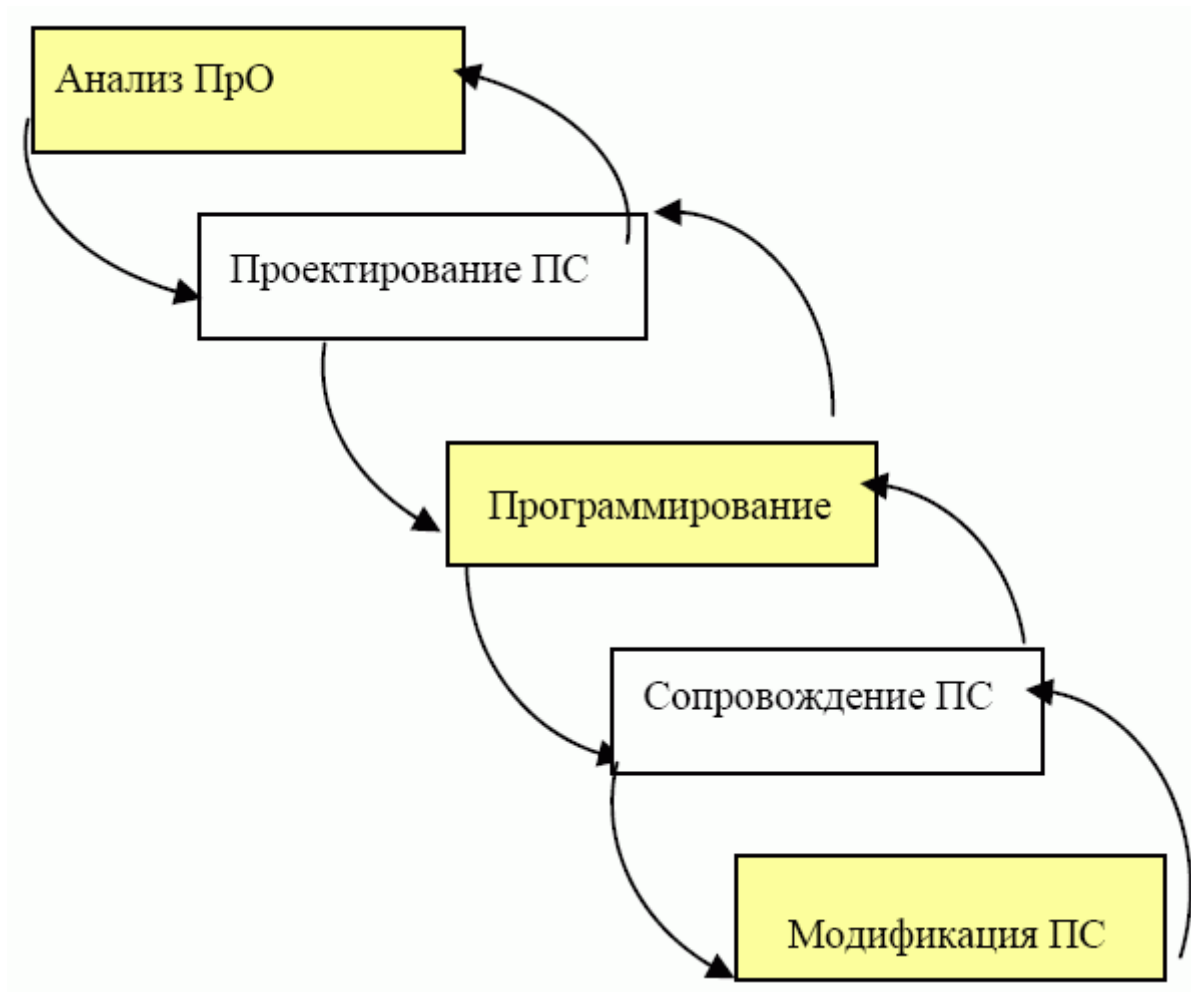 Анализ ПрО
Проектирование ПС
Программирование
Сопровождение ПС
Модификация ПС